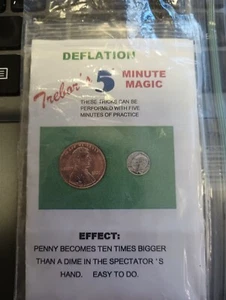 DEFLATION
Trebor's 5 MINUTE
MAGIC
THESE TRICKS CAN BE
PERFORMED WITH FIVE
MINUTES OF PRACTICE
EFFECT:
PENNY BECOMES TEN TIMES BIGGER
THAN A DIME IN THE SPECTATOR 'S
HAND. EASY TO DO.